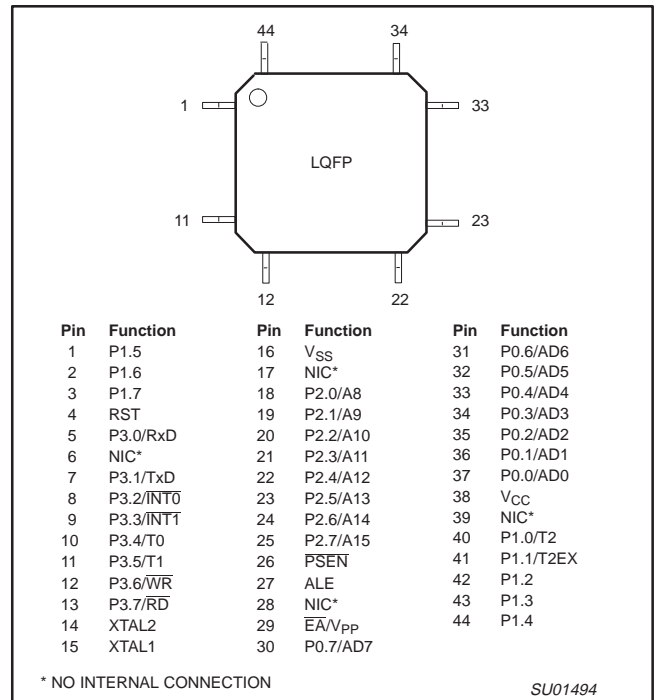 44 34
1 33
LQFP
11 23
12 22
Pin Function
1 P1.5
2 P1.6
3 P1.7
4 RST
5 P3.0/RxD
6 NIC*
7 P3.1/TxD
8 P3.2/INT0
9 P3.3/INT1
10 P3.4/T0
11 P3.5/T1
12 P3.6/WR
13 P3.7/RD
14 XTAL2
15 XTAL1
Pin Function
16 VSS
17 NIC*
18 P2.0/A8
19 P2.1/A9
20 P2.2/A10
21 P2.3/A11
22 P2.4/A12
23 P2.5/A13
24 P2.6/A14
25 P2.7/A15
26 PSEN
27 ALE
28 NIC*
29 EA/VPP
30 P0.7/AD7
Pin Function
31 P0.6/AD6
32 P0.5/AD5
33 P0.4/AD4
34 P0.3/AD3
35 P0.2/AD2
36 P0.1/AD1
37 P0.0/AD0
38 VCC
39 NIC*
40 P1.0/T2
41 P1.1/T2EX
42 P1.2
43 P1.3
44 P1.4
* NO INTERNAL CONNECTION
SU01494